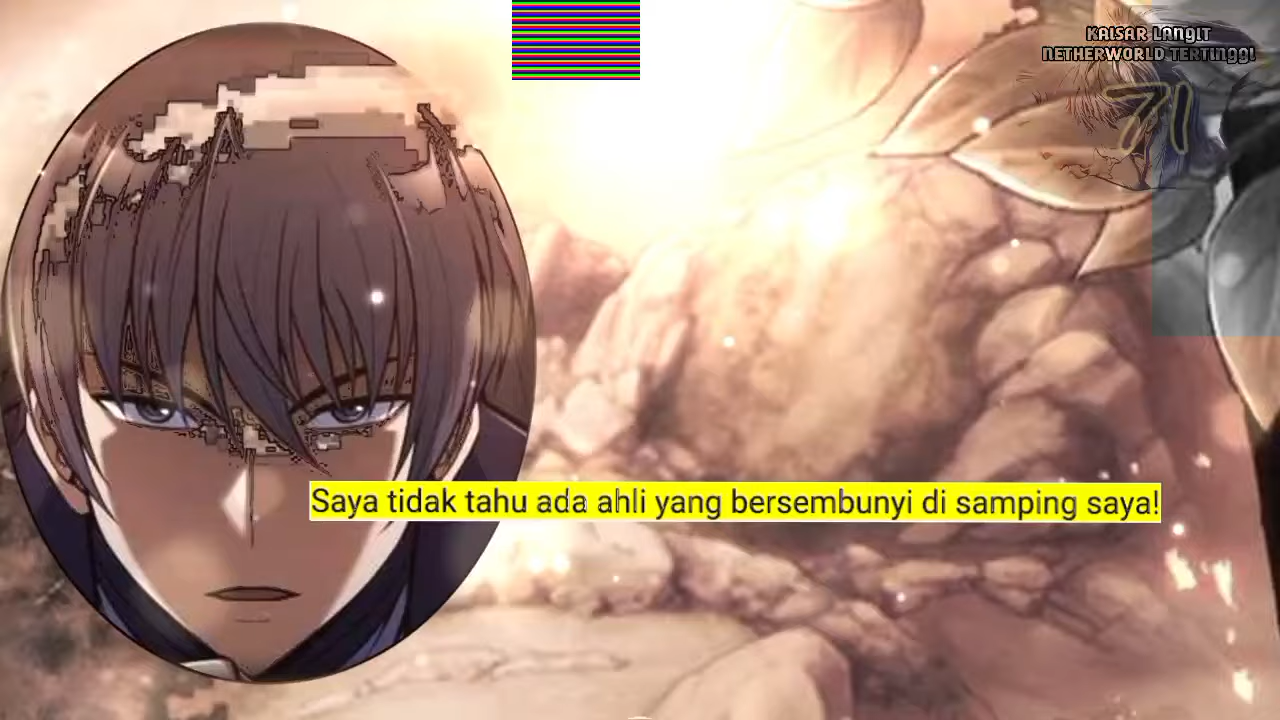 KAISAR LANGIT
NETHERWORLD TERTINGGI
71
Saya tidak tahu ada ahli yang bersembunyi di samping saya!